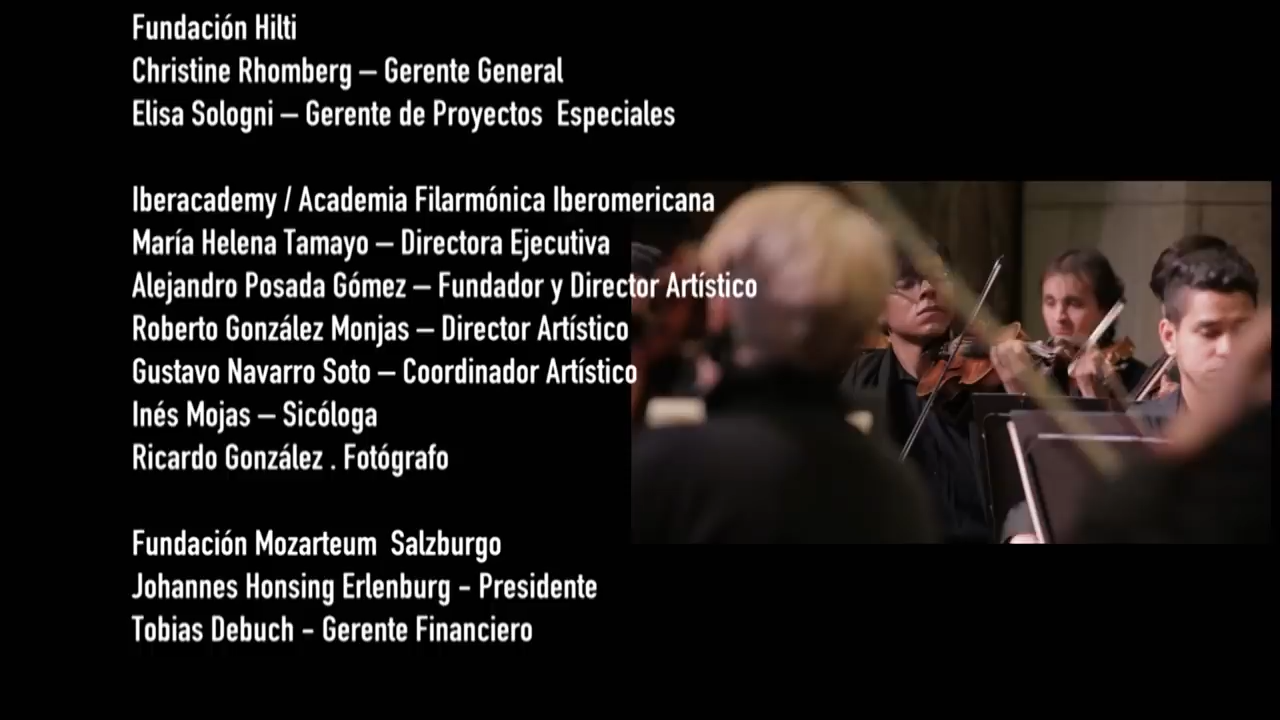 Fundación Hilti
Christine Rhomberg – Gerente General
Elisa Sologni – Gerente de Proyectos  Especiales
Iberacademy / Academia Filarmónica Iberomericana
María Helena Tamayo – Directora Ejecutiva
Alejandro Posada Gómez – Fundador y Director Artístico
Roberto González Monjas – Director Artístico
Gustavo Navarro Soto – Coordinador Artístico
Inés Mojas – Sicóloga
Ricardo González . Fotógrafo
Fundación Mozarteum  Salzburgo
Johannes Honsing Erlenburg - Presidente
Tobias Debuch - Gerente Financiero